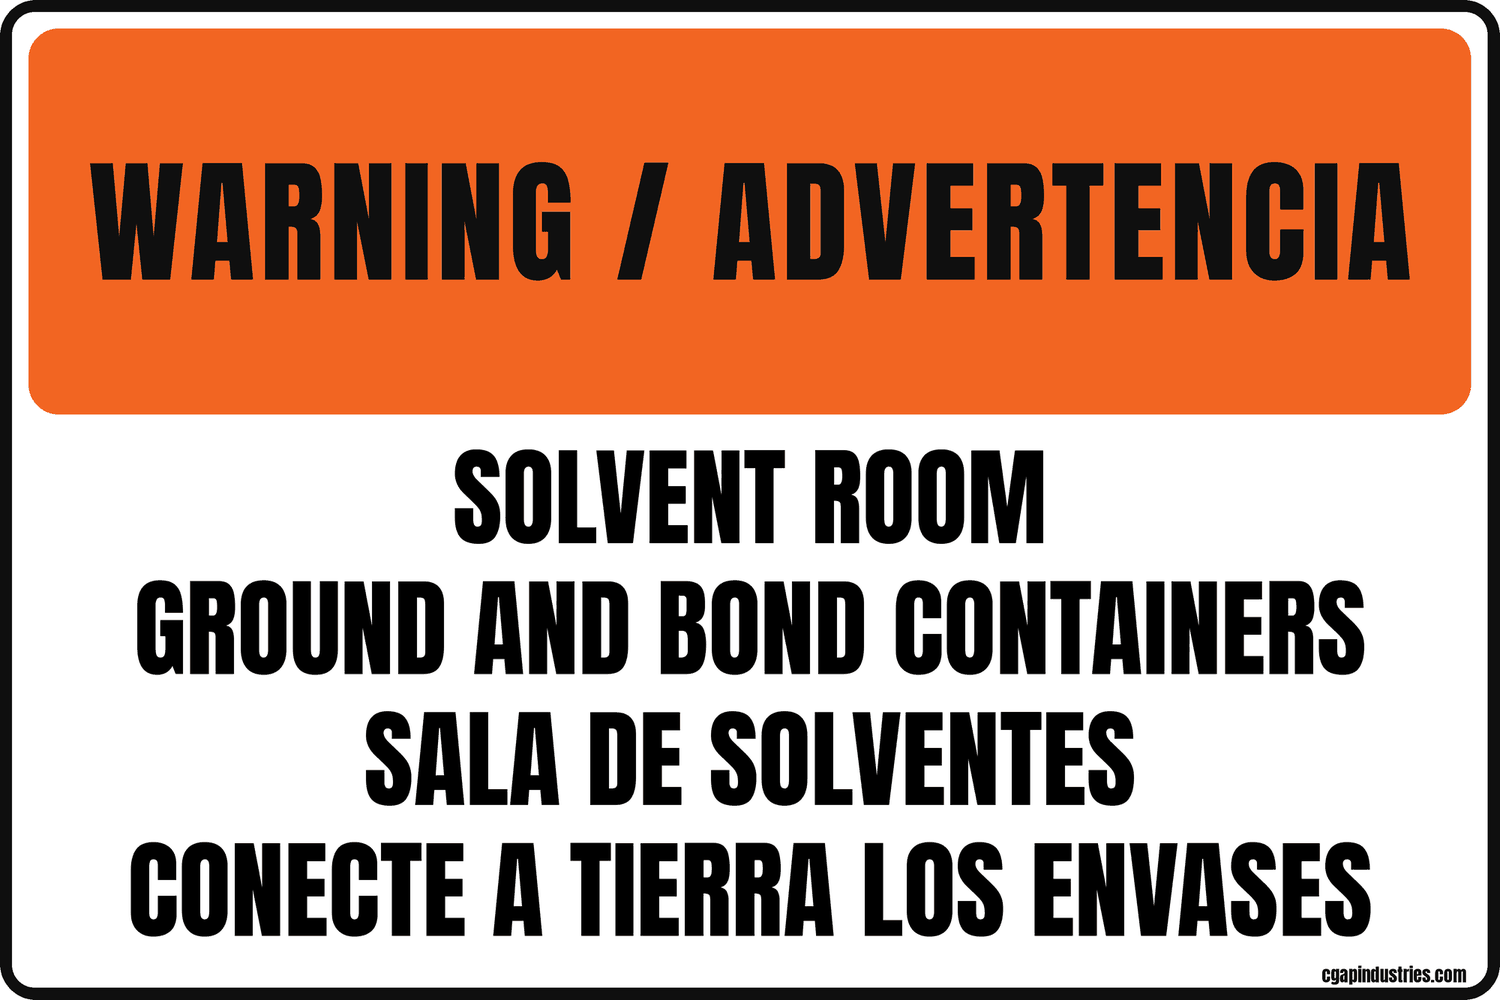 WARNING / ADVERTENCIA
SOLVENT ROOM
GROUND AND BOND CONTAINERS
SALA DE SOLVENTES
CONECTE A TIERRA LOS ENVASES
cgapindustries.com